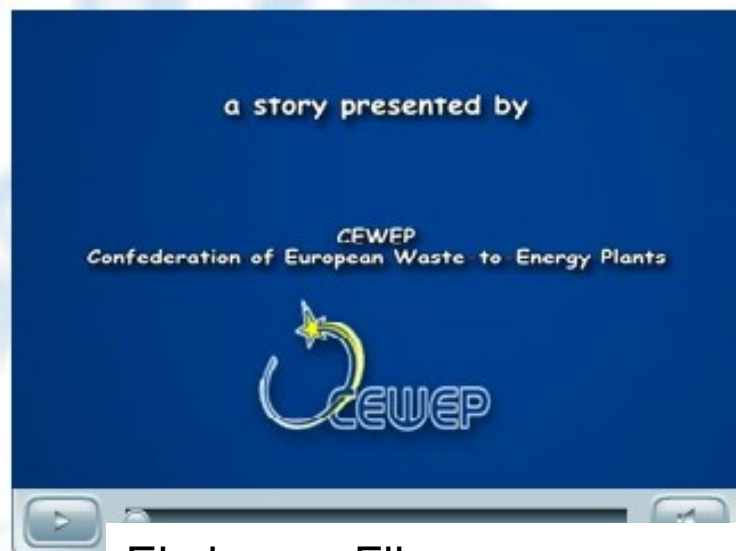 a story presented by
CEWEP
Confederation of European Waste to Energy Plants
CEWEP